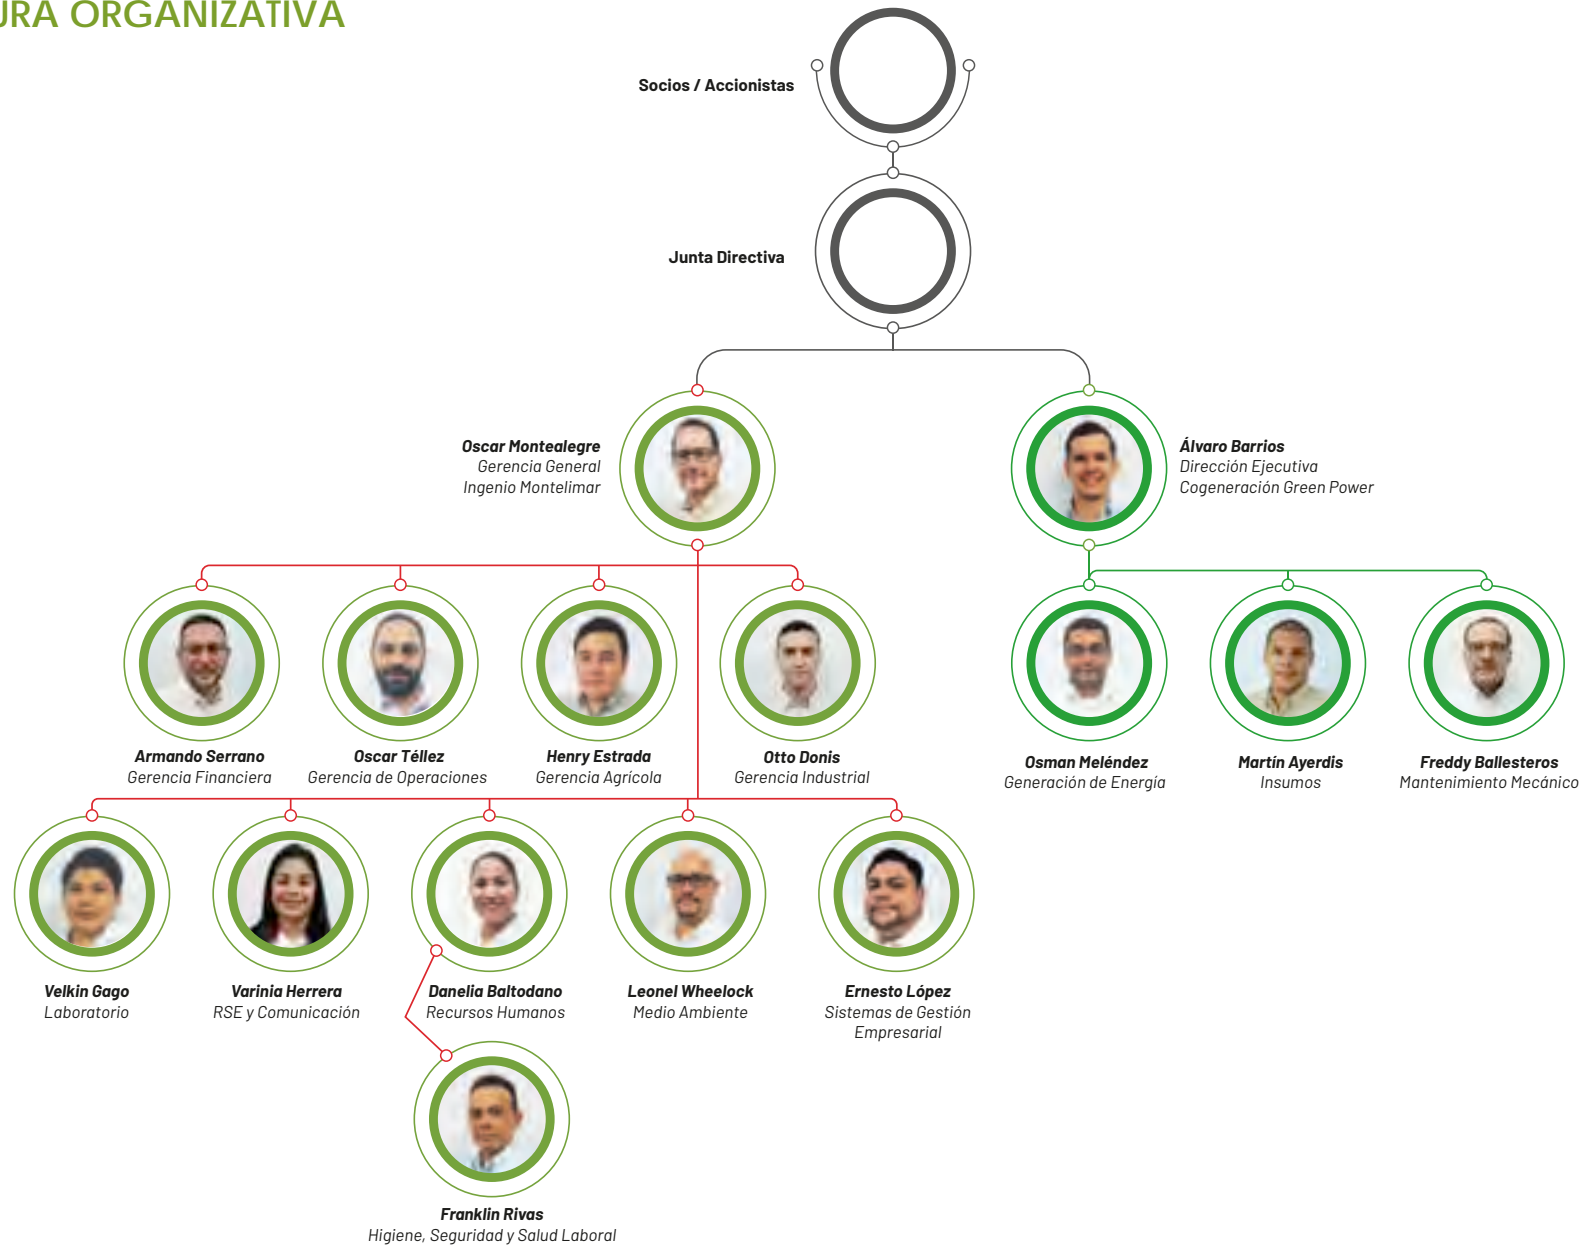 URA ORGANIZATIVA
Socios / Accionistas
Junta Directiva
Oscar Montealegre
Gerencia General
Ingenio Montelimar
Álvaro Barrios
Dirección Ejecutiva
Cogeneración Green Power
Armando Serrano
Gerencia Financiera
Oscar Téllez
Gerencia de Operaciones
Henry Estrada
Gerencia Agrícola
Otto Donis
Gerencia Industrial
Osman Meléndez
Generación de Energía
Martín Ayerdis
Insumos
Freddy Ballesteros
Mantenimiento Mecánico
Velkin Gago
Laboratorio
Varinia Herrera
RSE y Comunicación
Danelia Baltodano
Recursos Humanos
Leonel Wheelock
Medio Ambiente
Ernesto López
Sistemas de Gestión
Empresarial
Franklin Rivas
Higiene, Seguridad y Salud Laboral